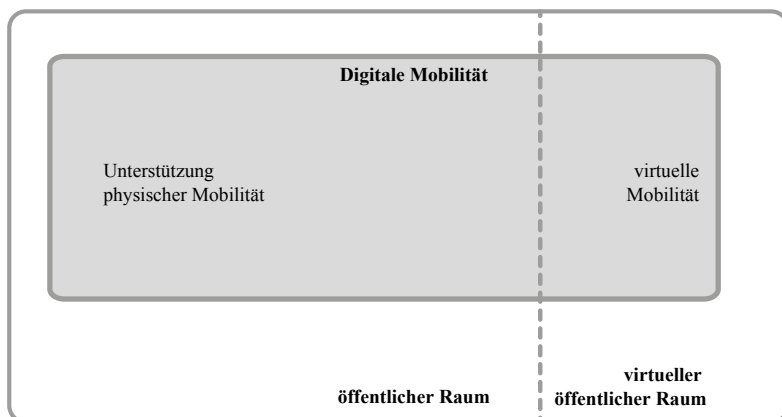 Digitale Mobilität
Unterstützung
physischer Mobilität
virtuelle
Mobilität
öffentlicher Raum
virtueller
öffentlicher Raum